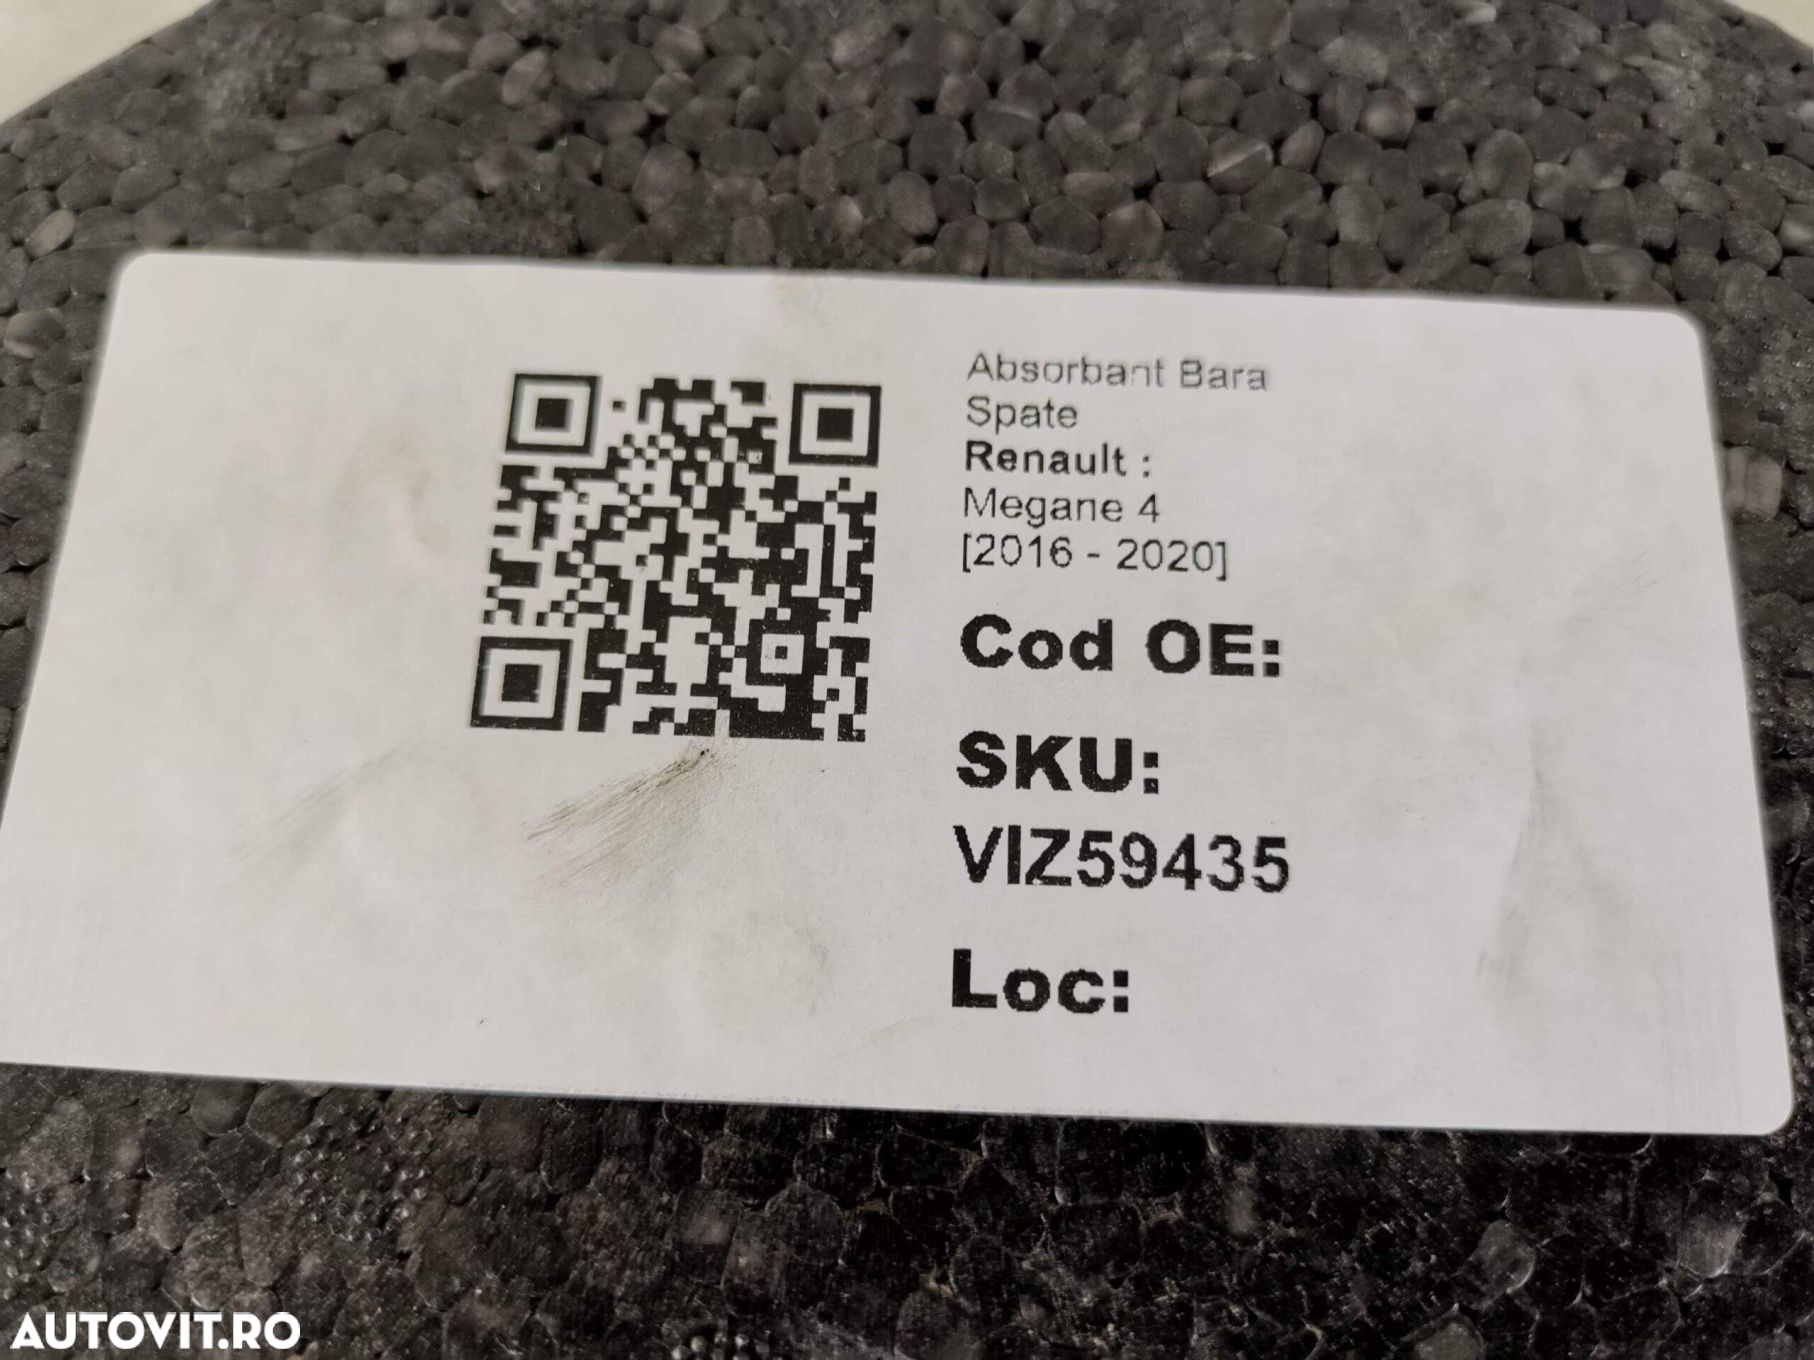 Absorbant Bara
Spate
Renault :
Megane 4
[2016 - 2020]
Cod OE:
SKU:
VIZ59435
Loc:
AUTOVIT.RO